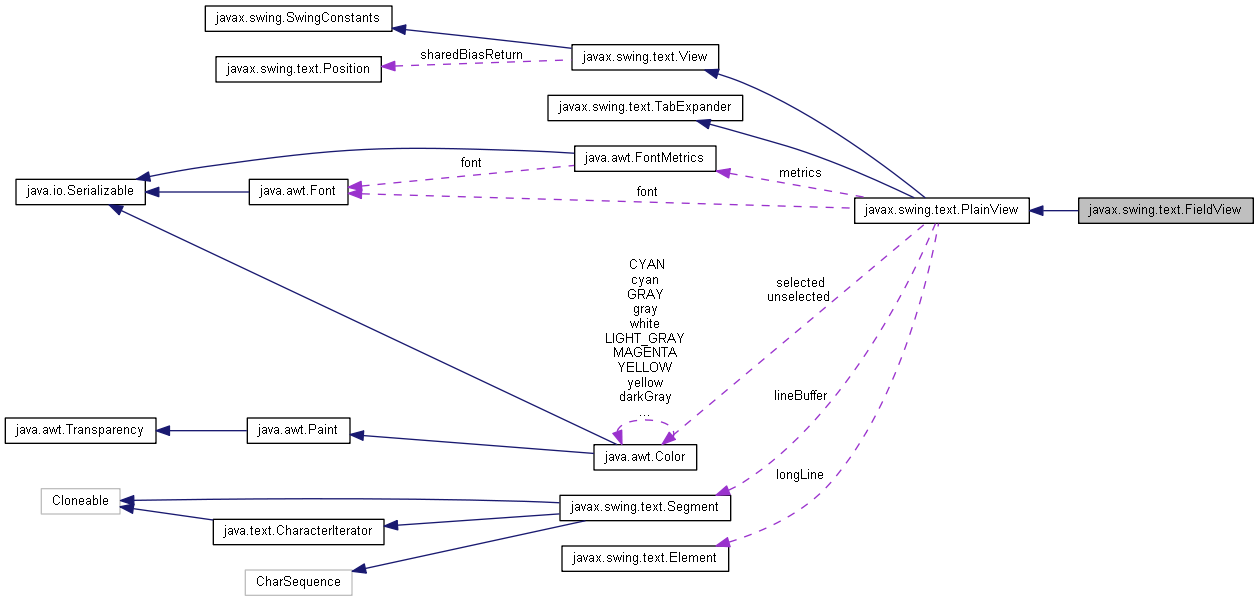 javax.swing.SwingConstants
sharedBiasReturn
javax.swing.text.View
javax.swing.text.Position
javax.swing.text.TabExpander
java.awt.FontMetrics
font
metrics
java.io.Serializable
java.awt.Font
font
javax.swing.text.PlainView
javax.swing.text.FieldView
CYAN
cyan
GRAY
gray
white
LIGHT_GRAY
MAGENTA
YELLOW
yellow
darkGray
...
selected
unselected
lineBuffer
java.awt.Transparency
java.awt.Paint
java.awt.Color
longLine
Cloneable
javax.swing.text.Segment
java.text.CharacterIterator
javax.swing.text.Element
CharSequence